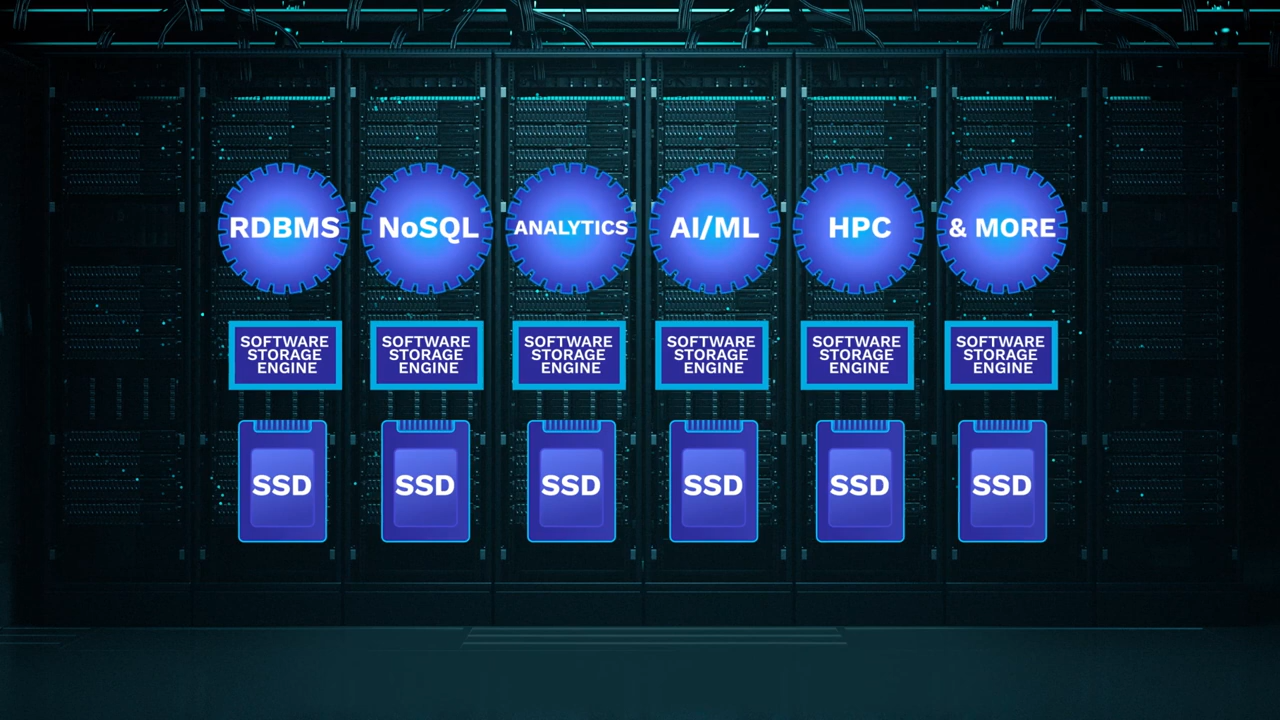 RDBMS
NoSQL
ANALYTICS
AI/ML
HPC
& MORE
SOFTWARE
STORAGE
ENGINE
SOFTWARE
STORAGE
ENGINE
SOFTWARE
STORAGE
ENGINE
SOFTWARE
STORAGE
ENGINE
SOFTWARE
STORAGE
ENGINE
SOFTWARE
STORAGE
ENGINE
SSD
SSD
SSD
SSD
SSD
SSD